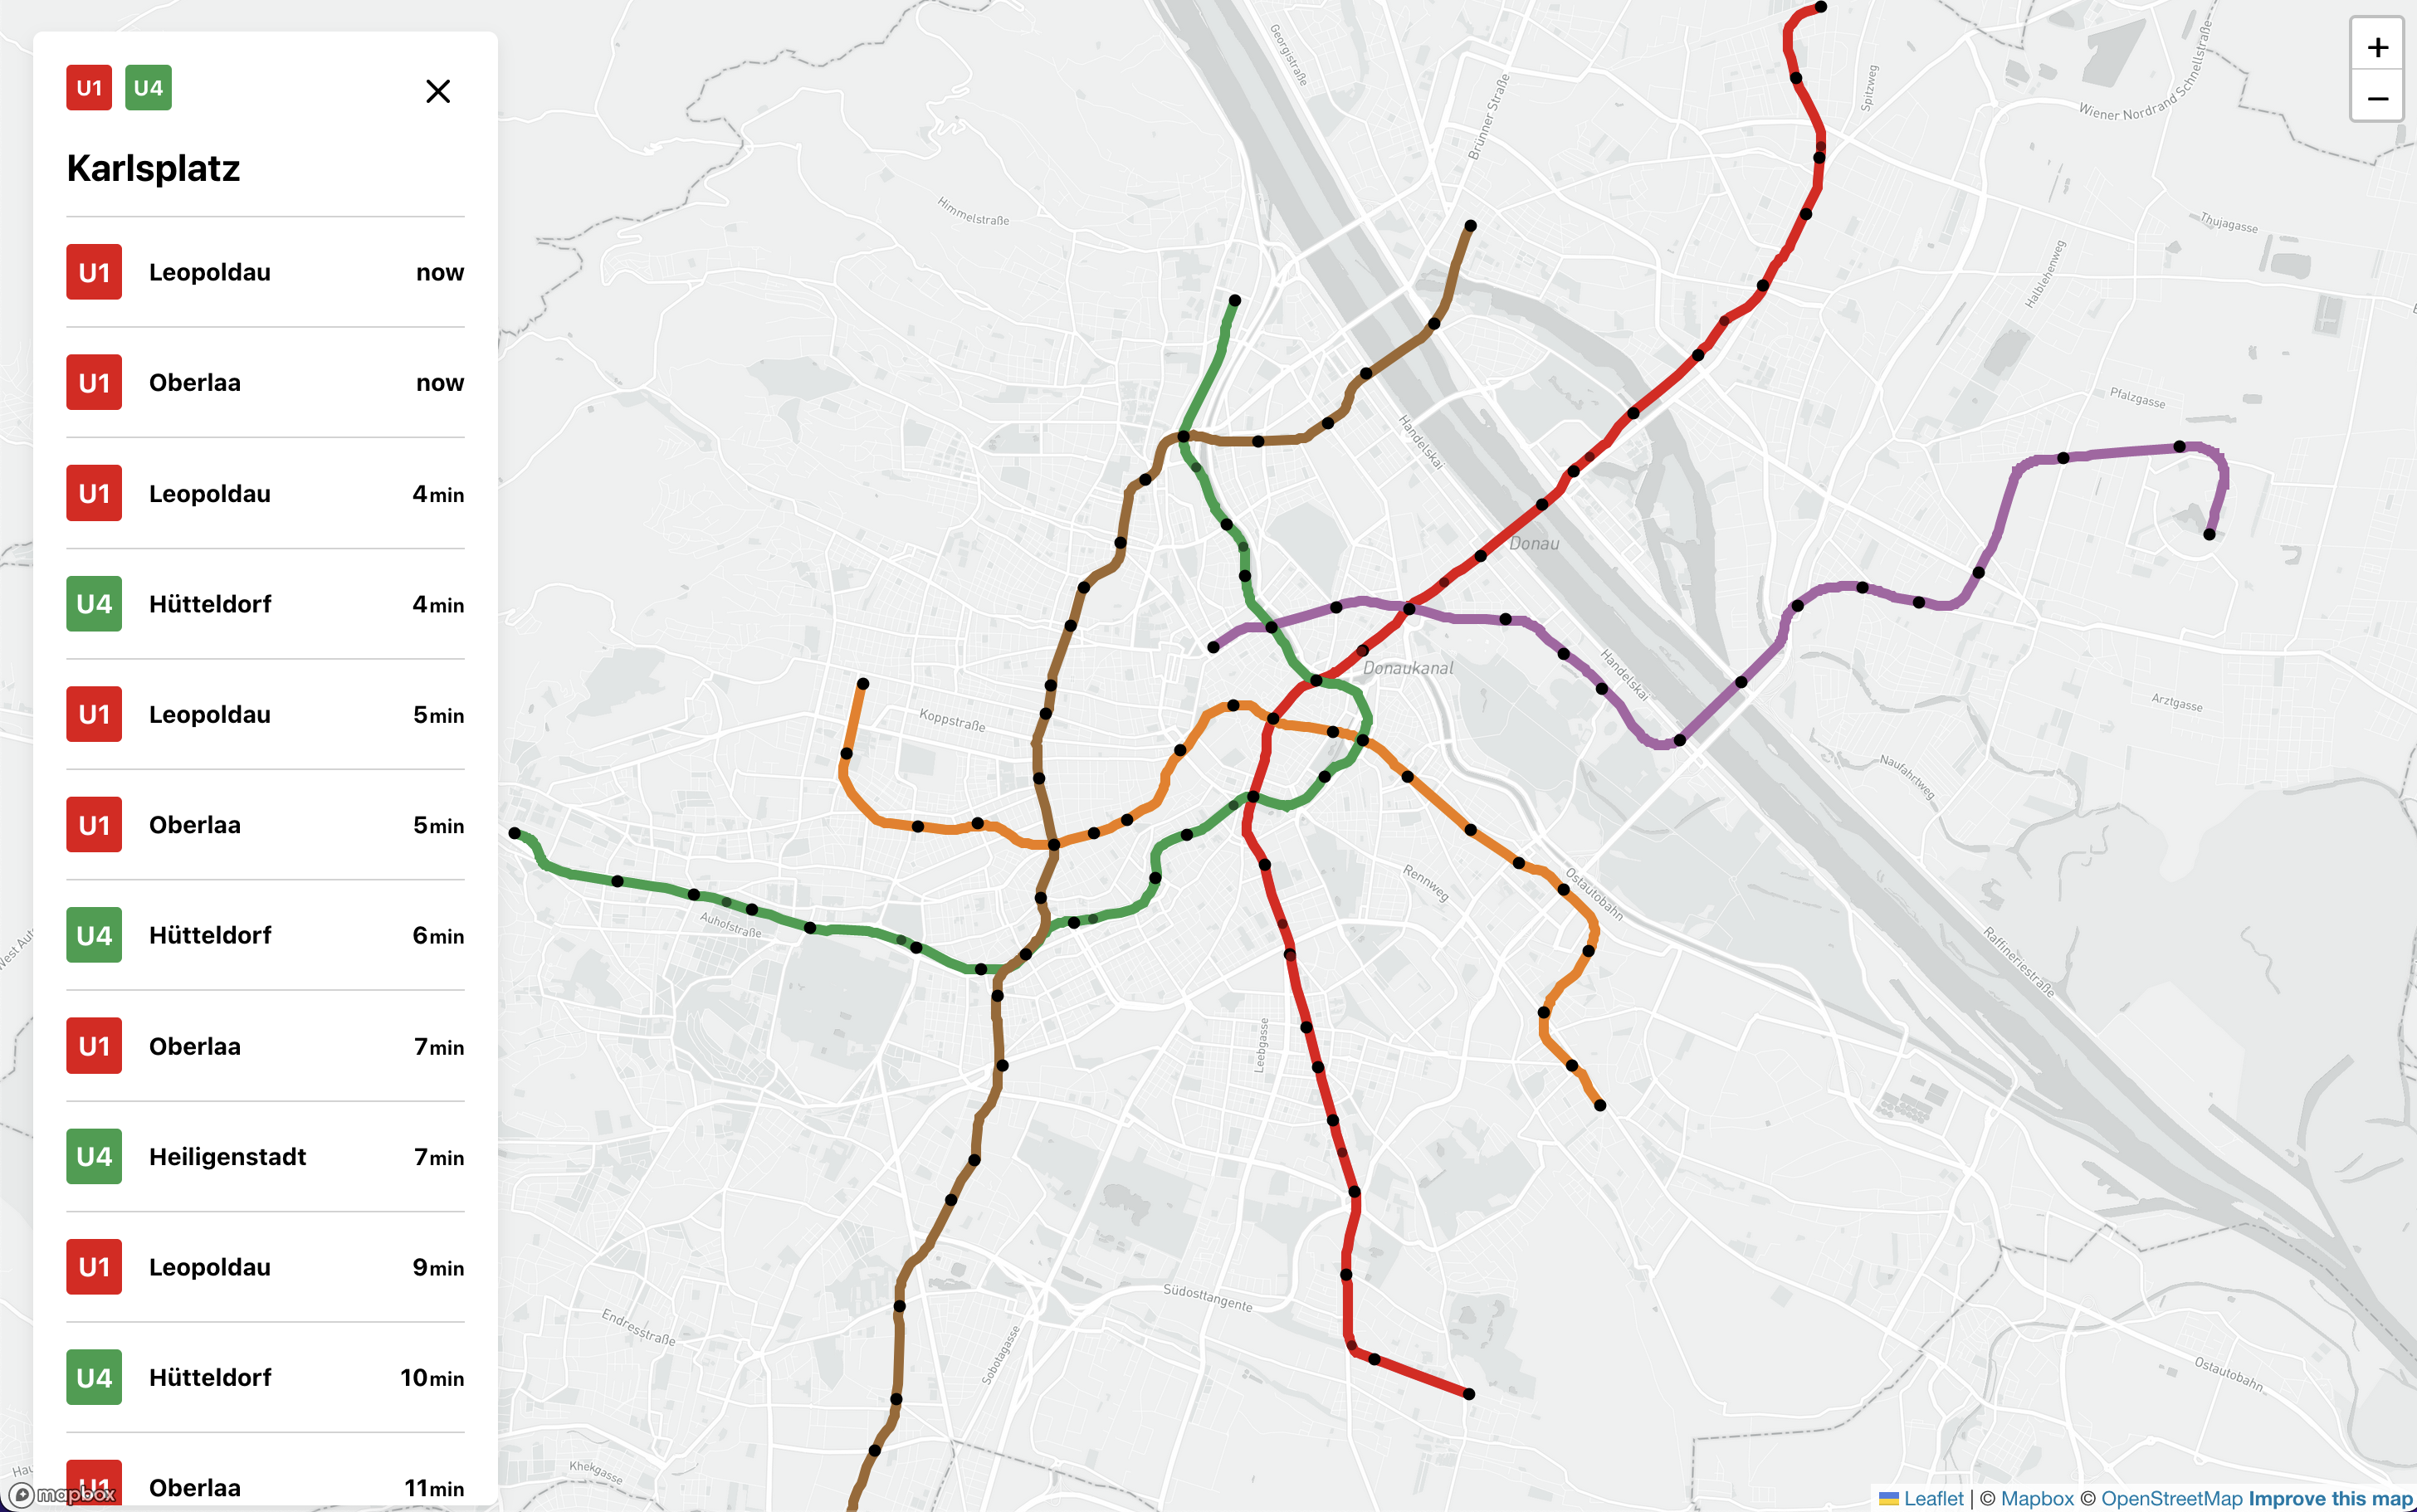 U1 U4
Karlsplatz
U1 Leopoldau now
U1 Oberlaa now
U1 Leopoldau 4min
U4 Hütteldorf 4min
U1 Leopoldau 5min
U1 Oberlaa 5min
U4 Hütteldorf 6min
U1 Oberlaa 7min
U4 Heiligenstadt 7min
U1 Leopoldau 9min
U4 Hütteldorf 10min
U1 Oberlaa 11min
mapbox
Georgistraße
Brünner Straße
Spitzweg
Wiener Nordrand Schnellstraße
+
−
Himmelstraße
Thujagasse
Halblehenweg
Pfalzgasse
Handelskai
Donau
Donaukanal
Handelskai
Arztgasse
Koppstraße
Naufahrtweg
Rennweg
Ostautobahn
Auhofstraße
Raffineriestraße
Leebgasse
Südosttangente
Endresstraße
Sobotagasse
Ostautobahn
Khekgasse
Leaflet | © Mapbox © OpenStreetMap Improve this map